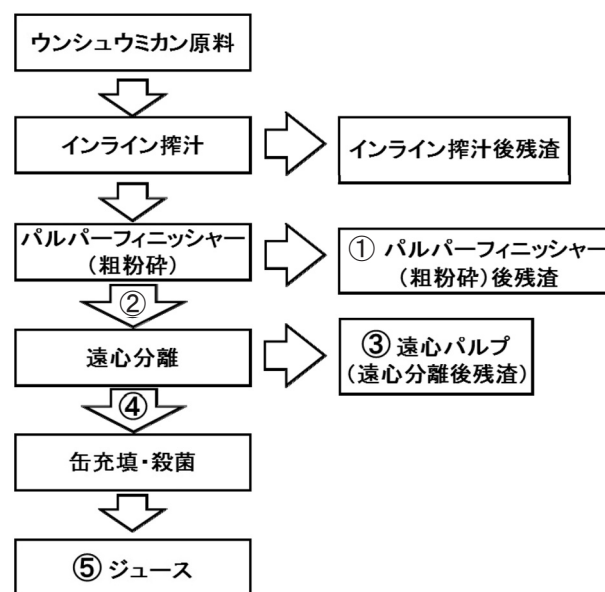 ウンシュウミカン原料
インライン搾汁
インライン搾汁後残渣
パルパーフィニッシャー
(粗粉砕)
① パルパーフィニッシャー
(粗粉砕)後残渣
②
遠心分離
③ 遠心パルプ
(遠心分離後残渣)
④
缶充填・殺菌
⑤ ジュース